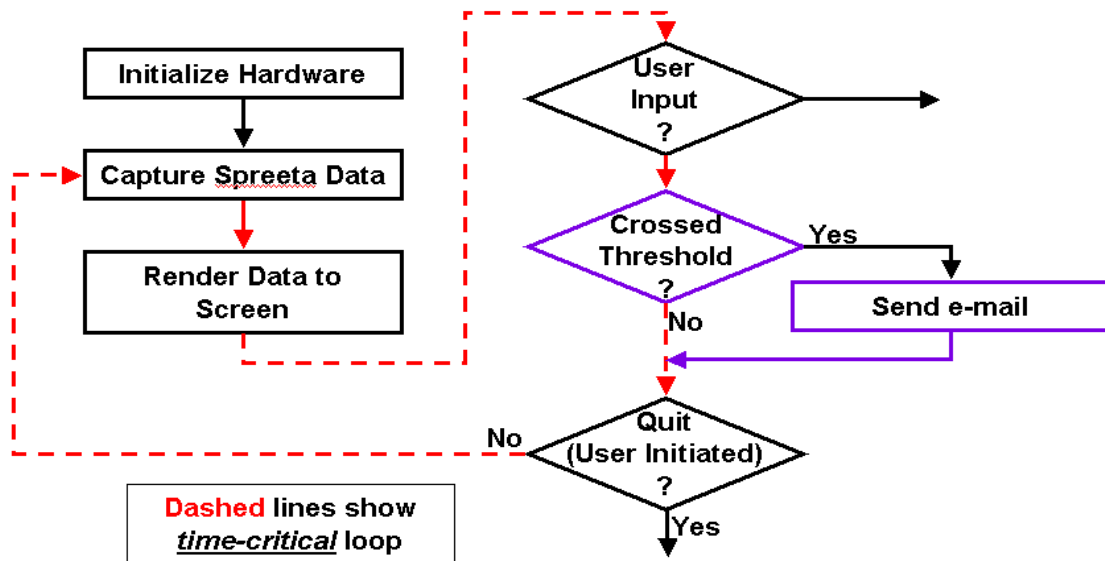 Initialize Hardware
Capture Spreeta Data
Render Data to
Screen
User
Input
?
Crossed
Threshold
?
Yes
Send e-mail
No
Quit
(User Initiated)
?
No
Yes
Dashed lines show
time-critical loop